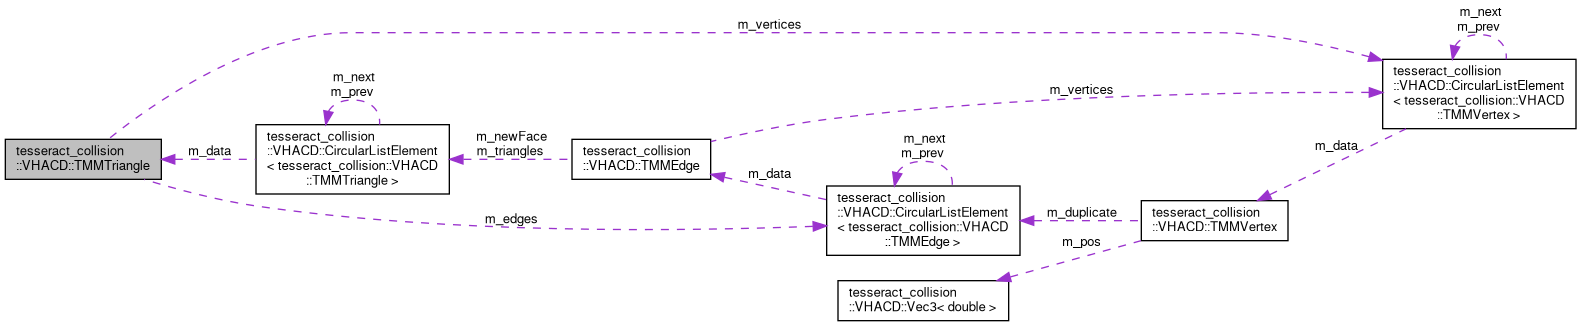 m_vertices
m_next
m_prev
tesseract_collision
::VHACD::CircularListElement
< tesseract_collision::VHACD
::TMMVertex >
m_next
m_prev
m_vertices
tesseract_collision
::VHACD::TMMTriangle
m_data
tesseract_collision
::VHACD::CircularListElement
< tesseract_collision::VHACD
::TMMTriangle >
m_newFace
m_triangles
tesseract_collision
::VHACD::TMMEdge
m_next
m_prev
m_data
m_data
tesseract_collision
::VHACD::CircularListElement
< tesseract_collision::VHACD
::TMMEdge >
m_edges
m_duplicate
tesseract_collision
::VHACD::TMMVertex
m_pos
tesseract_collision
::VHACD::Vec3< double >